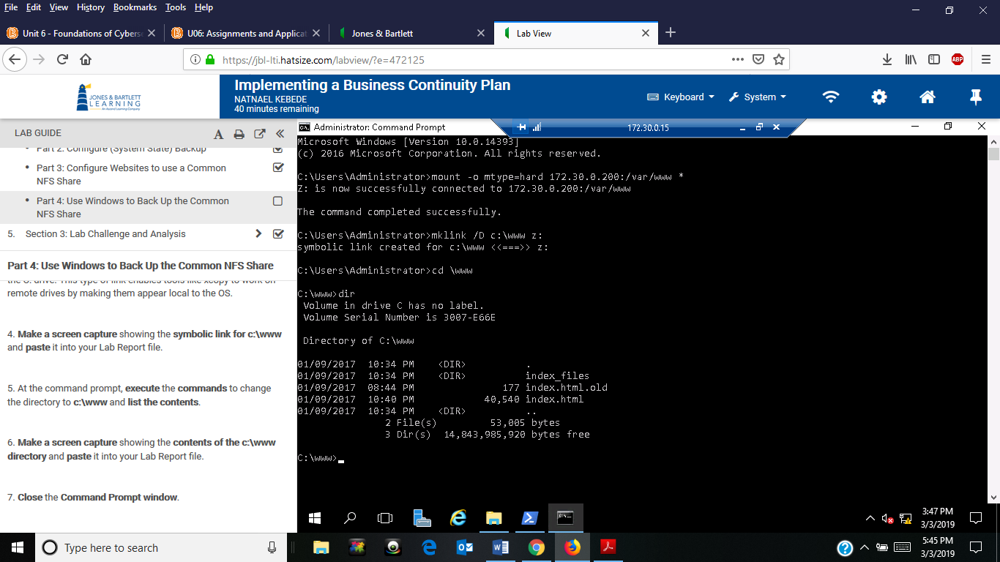 File Edit View History Bookmarks Tools Help
Unit 6 - Foundations of Cyberse
U06: Assignments and Applicat
Jones & Bartlett
Lab View
https://jbl-lti.hatsize.com/labview/?e=472125
ABP
JONES & BARTLETT
LEARNING
An Ascend Learning Company
Implementing a Business Continuity Plan
NATNAEL KEBEDE
40 minutes remaining
Keyboard
System
LAB GUIDE
A
• Part 2: Configure (System State) Backup
• Part 3: Configure Websites to use a Common
NFS Share
• Part 4: Use Windows to Back Up the Common
NFS Share
5. Section 3: Lab Challenge and Analysis
Part 4: Use Windows to Back Up the Common NFS Share
the C: drive. This type of link enables tools like xcopy to work on
remote drives by making them appear local to the OS.
4. Make a screen capture showing the symbolic link for c:\www
and paste it into your Lab Report file.
5. At the command prompt, execute the commands to change
the directory to c:\www and list the contents.
6. Make a screen capture showing the contents of the c:\www
directory and paste it into your Lab Report file.
7. Close the Command Prompt window.
Administrator: Command Prompt
172.30.0.15
Microsoft Windows [Version 10.0.14393]
(c) 2016 Microsoft Corporation. All rights reserved.
C:\Users\Administrator>mount -o mtype=hard 172.30.0.200:/var/www *
Z: is now successfully connected to 172.30.0.200:/var/www
The command completed successfully.
C:\Users\Administrator>mklink /D c:\www z:
symbolic link created for c:\www <<===>> z:
C:\Users\Administrator>cd \www
C:\www>dir
Volume in drive C has no label.
Volume Serial Number is 3007-E66E
Directory of C:\www
01/09/2017 10:34 PM <DIR> .
01/09/2017 10:34 PM <DIR> index_files
01/09/2017 08:44 PM 177 index.html.old
01/09/2017 10:40 PM 40,540 index.html
01/09/2017 10:34 PM <DIR> ..
2 File(s) 53,005 bytes
3 Dir(s) 14,843,985,920 bytes free
C:\www>
3:47 PM
3/3/2019
Type here to search
5:45 PM
3/3/2019